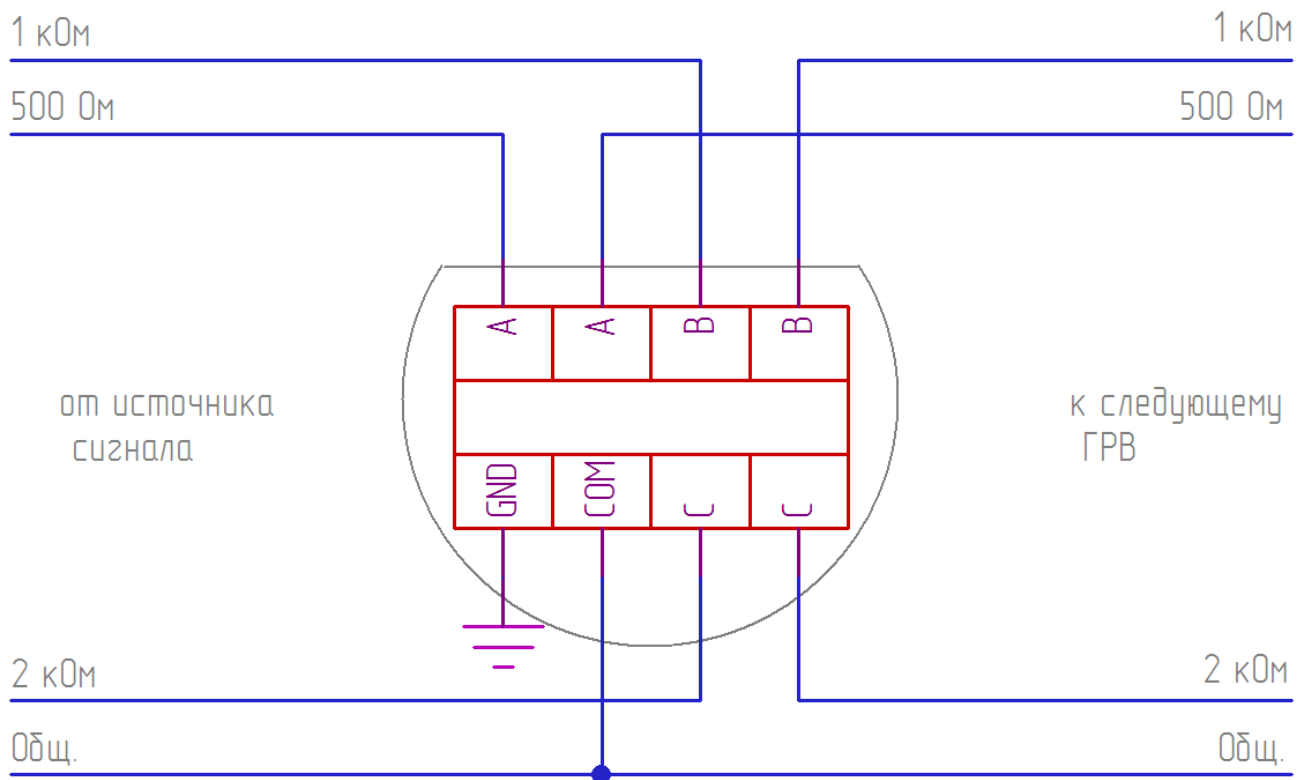 1 кОм
1 кОм
500 Ом
500 Ом
A
A
B
B
от источника
сигнала
к следующему
ГРВ
GND
COM
C
C
2 кОм
2 кОм
Общ.
Общ.